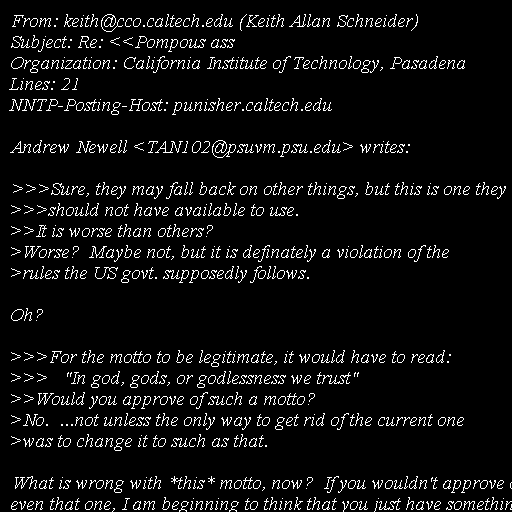 From: keith@cco.caltech.edu (Keith Allan Schneider)
Subject: Re: <<Pompous ass
Organization: California Institute of Technology, Pasadena
Lines: 21
NNTP-Posting-Host: punisher.caltech.edu

Andrew Newell <TAN102@psuvm.psu.edu> writes:

>>>Sure, they may fall back on other things, but this is one they
>>>should not have available to use.
>>It is worse than others?
>Worse?  Maybe not, but it is definately a violation of the
>rules the US govt. supposedly follows.

Oh?

>>>For the motto to be legitimate, it would have to read:
>>>   "In god, gods, or godlessness we trust"
>>Would you approve of such a motto?
>No.  ...not unless the only way to get rid of the current one
>was to change it to such as that.

What is wrong with *this* motto, now?  If you wouldn't approve
even that one, I am beginning to think that you just have